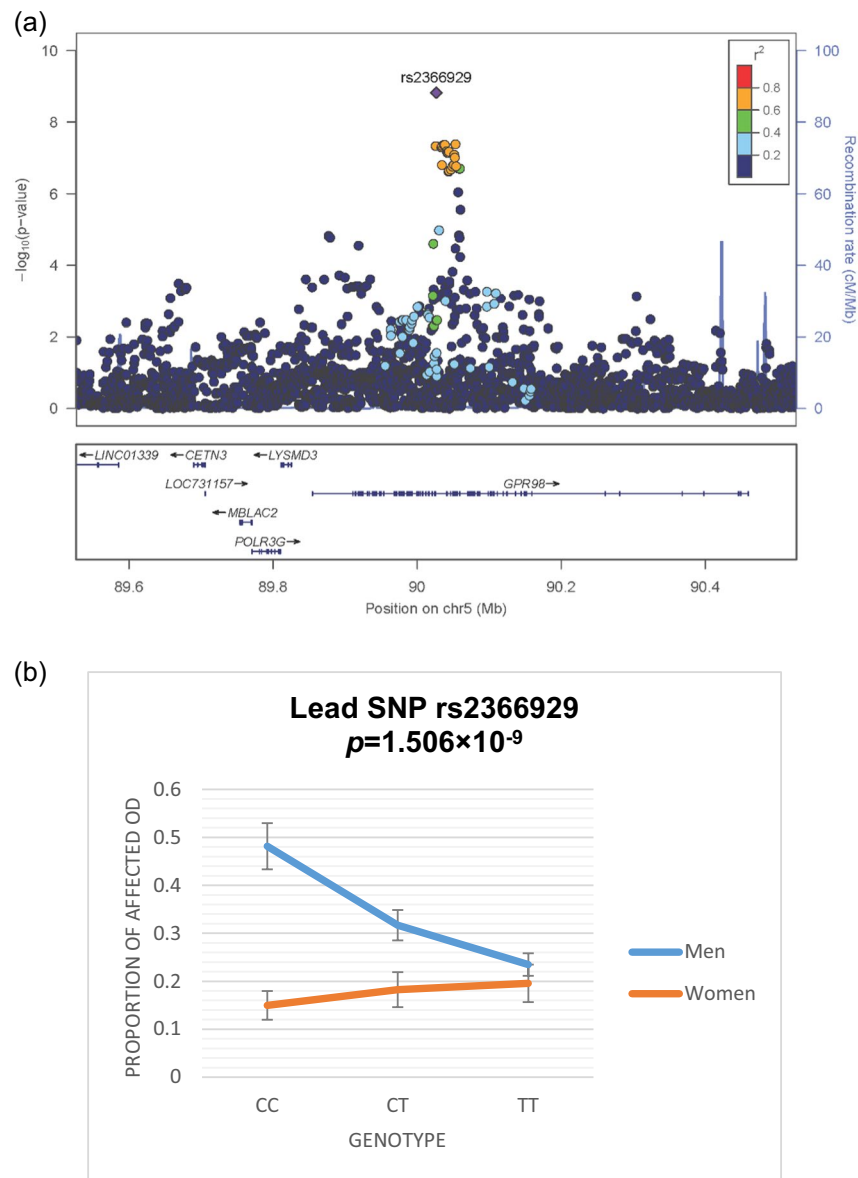 (a)
10
8
6
4
2
0
−log₁₀(p−value)
rs2366929
r²
0.8
0.6
0.4
0.2
100
80
60
40
20
0
Recombination rate (cM/Mb)
←LINC01339
←CETN3
←LYSMD3
LOC731157→
GPR98→
←MBLAC2
POLR3G→
89.6
89.8
90
90.2
90.4
Position on chr5 (Mb)
(b)
Lead SNP rs2366929
p=1.506×10⁻⁹
0.6
0.5
0.4
0.3
0.2
0.1
0
PROPORTION OF AFFECTED OD
Men
Women
CC
CT
TT
GENOTYPE